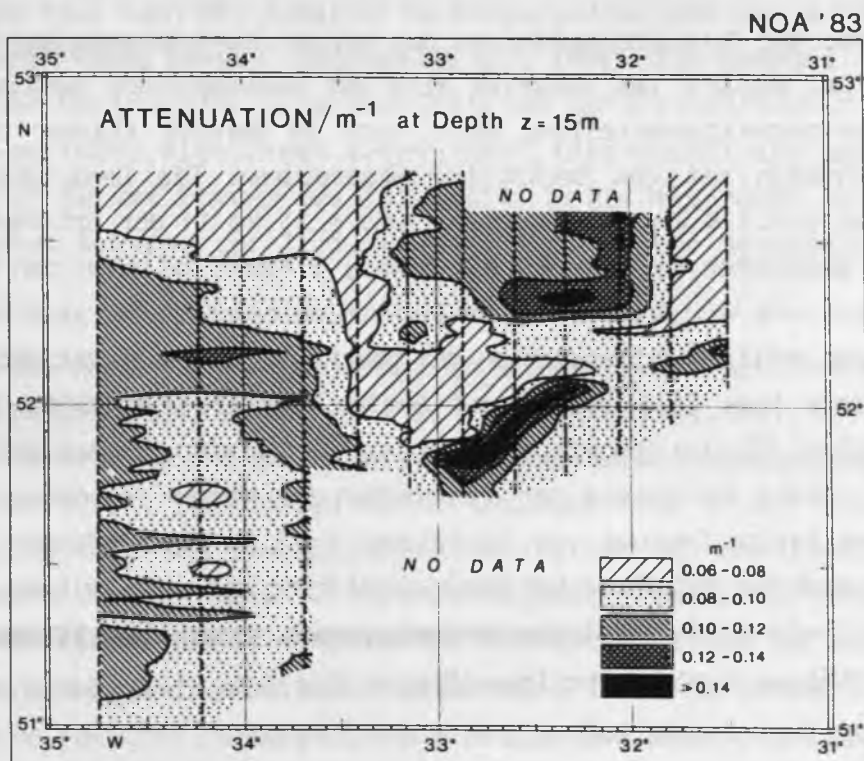 NOA '83
35° 34° 33° 32° 31°
53° 53°
N
ATTENUATION/m⁻¹ at Depth z=15m
NO DATA
52° 52°
NO DATA
m⁻¹
0.06-0.08
0.08-0.10
0.10-0.12
0.12-0.14
>0.14
51° 51°
35° W 34° 33° 32° 31°